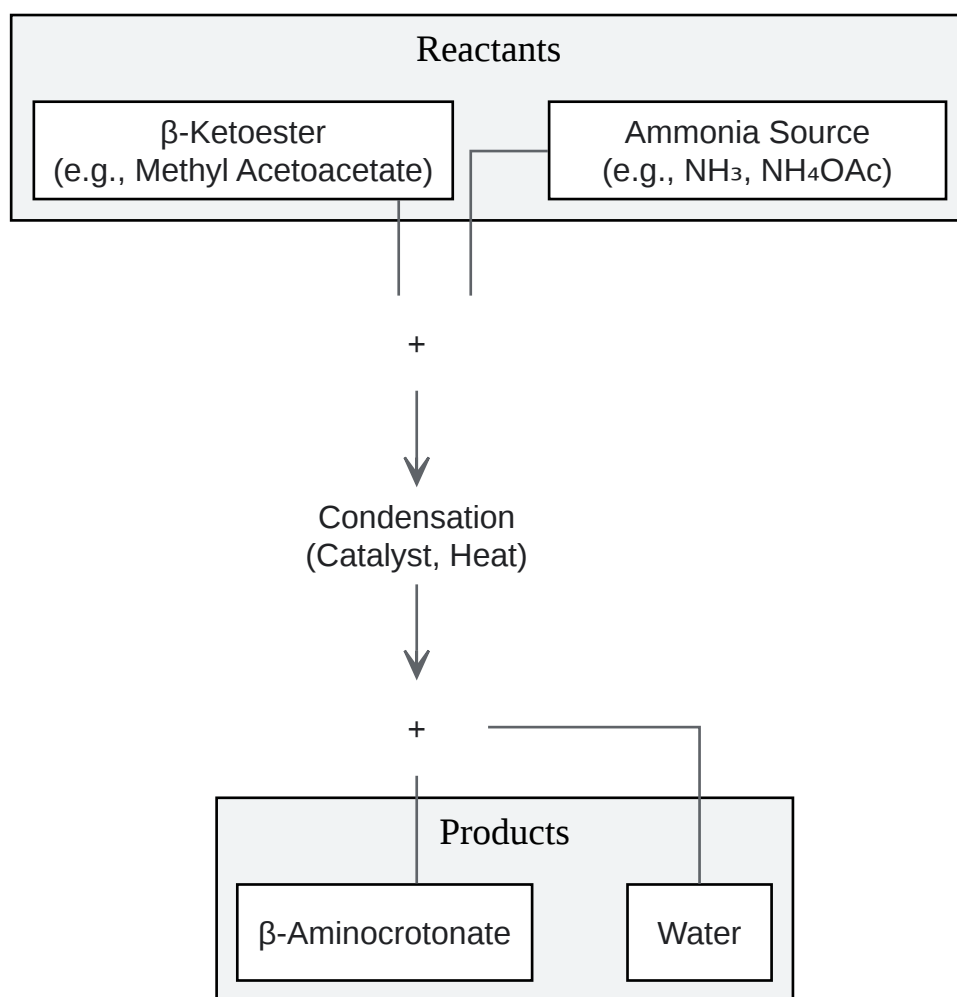 Reactants
β-Ketoester
(e.g., Methyl Acetoacetate)
Ammonia Source
(e.g., NH₃, NH₄OAc)
+
Condensation
(Catalyst, Heat)
+
Products
β-Aminocrotonate
Water